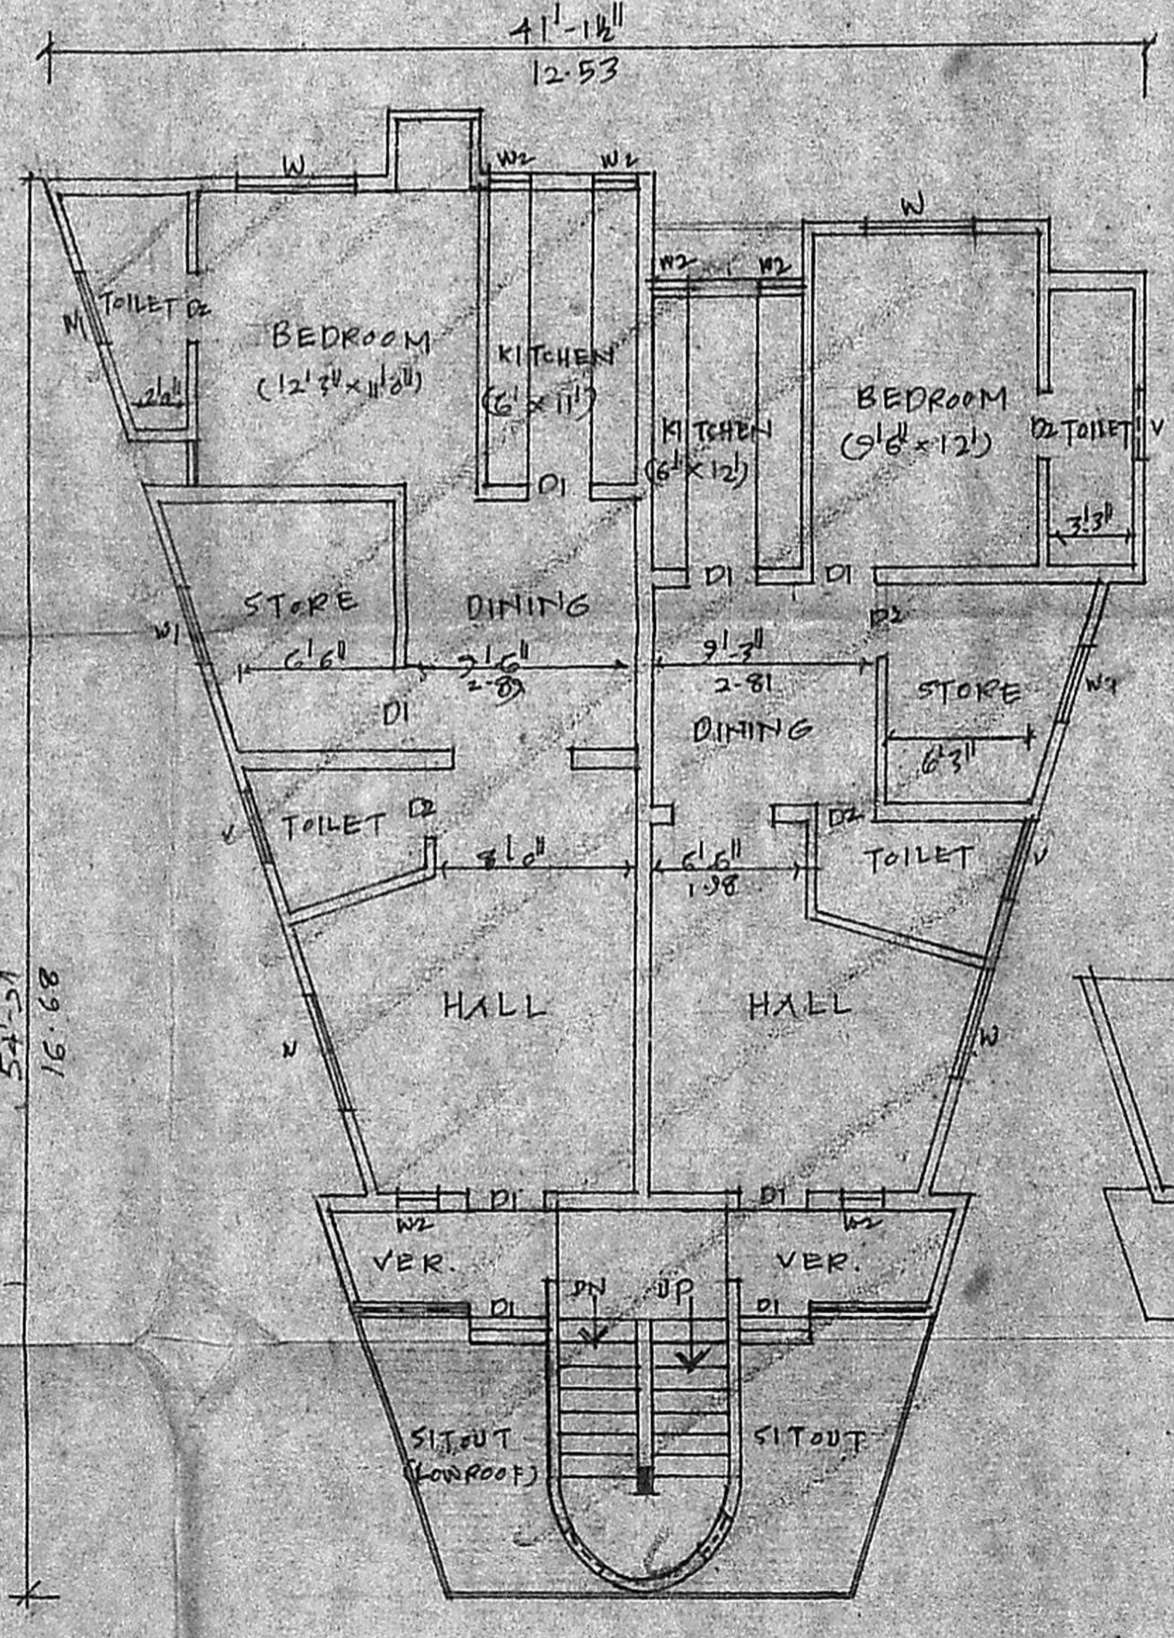 41'-1½"
12.53
W
W2 W2
W
W2 W2
TOILET D2
BEDROOM
(12'3" x 11'0")
KITCHEN
(6' x 11')
W1
KITCHEN
(6' x 12')
BEDROOM
(9'6" x 12')
D2 TOILET V
3'3"
D1
D1 D1
D2
STORE
DINING
W1
6'6"
9'-6"
2.89
9'-3"
2.81
STORE
W1
D1
DINING
6'3"
TOILET D2
V
D2
TOILET
V
8'-0"
6'-6"
1.98
16.68
HALL
HALL
W
D1 D1
W2 W2
VER.
VER.
D1 DN UP D1
SITOUT
(LOWROOF)
SITOUT